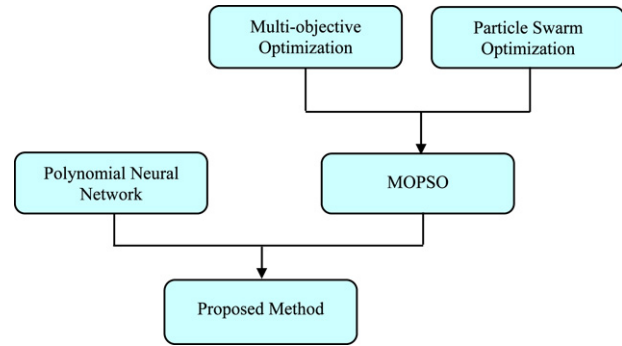 Multi-objective
Optimization
Particle Swarm
Optimization
Polynomial Neural
Network
MOPSO
Proposed Method